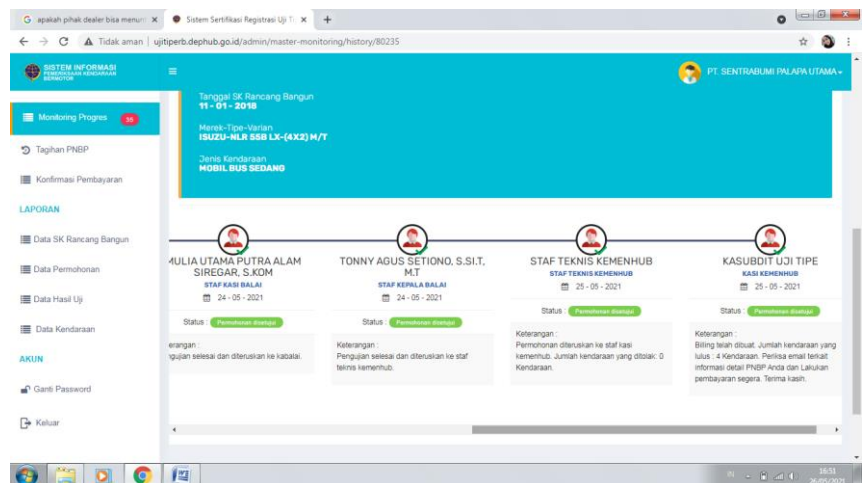 apakah pihak dealer bisa menuru
Sistem Sertifikasi Registrasi Uji Ti
Tidak aman
ujitiperb.dephub.go.id/admin/master-monitoring/history/80235
SISTEM INFORMASI
PEMERIKSAAN KENDARAAN
BERMOTOR
PT. SENTRABUMI PALAPA UTAMA
Monitoring Progres 35
Tagihan PNBP
Konfirmasi Pembayaran
LAPORAN
Data SK Rancang Bangun
Data Permohonan
Data Hasil Uji
Data Kendaraan
AKUN
Ganti Password
Keluar
Tanggal SK Rancang Bangun
11 - 01 - 2018
Merek-Tipe-Varian
ISUZU-NLR 55B LX-(4X2) M/T
Jenis Kendaraan
MOBIL BUS SEDANG
MULIA UTAMA PUTRA ALAM
SIREGAR, S.KOM
STAF KASI BALAI
24 - 05 - 2021
Status : Permohonan disetujui
erangan :
ngujian selesai dan diteruskan ke kabalai.
TONNY AGUS SETIONO, S.SI.T,
M.T
STAF KEPALA BALAI
24 - 05 - 2021
Status : Permohonan disetujui
Keterangan :
Pengujian selesai dan diteruskan ke staf
teknis kemenhub.
STAF TEKNIS KEMENHUB
STAF TEKNIS KEMENHUB
25 - 05 - 2021
Status : Permohonan disetujui
Keterangan :
Permohonan diteruskan ke staf kasi
kemenhub. Jumlah kendaraan yang ditolak: 0
Kendaraan.
KASUBDIT UJI TIPE
KASI KEMENHUB
25 - 05 - 2021
Status : Permohonan disetujui
Keterangan :
Billing telah dibuat. Jumlah kendaraan yang
lulus : 4 Kendaraan. Periksa email terkait
informasi detail PNBP Anda dan Lakukan
pembayaran segera. Terima kasih.
IN
16:51
26/05/2021